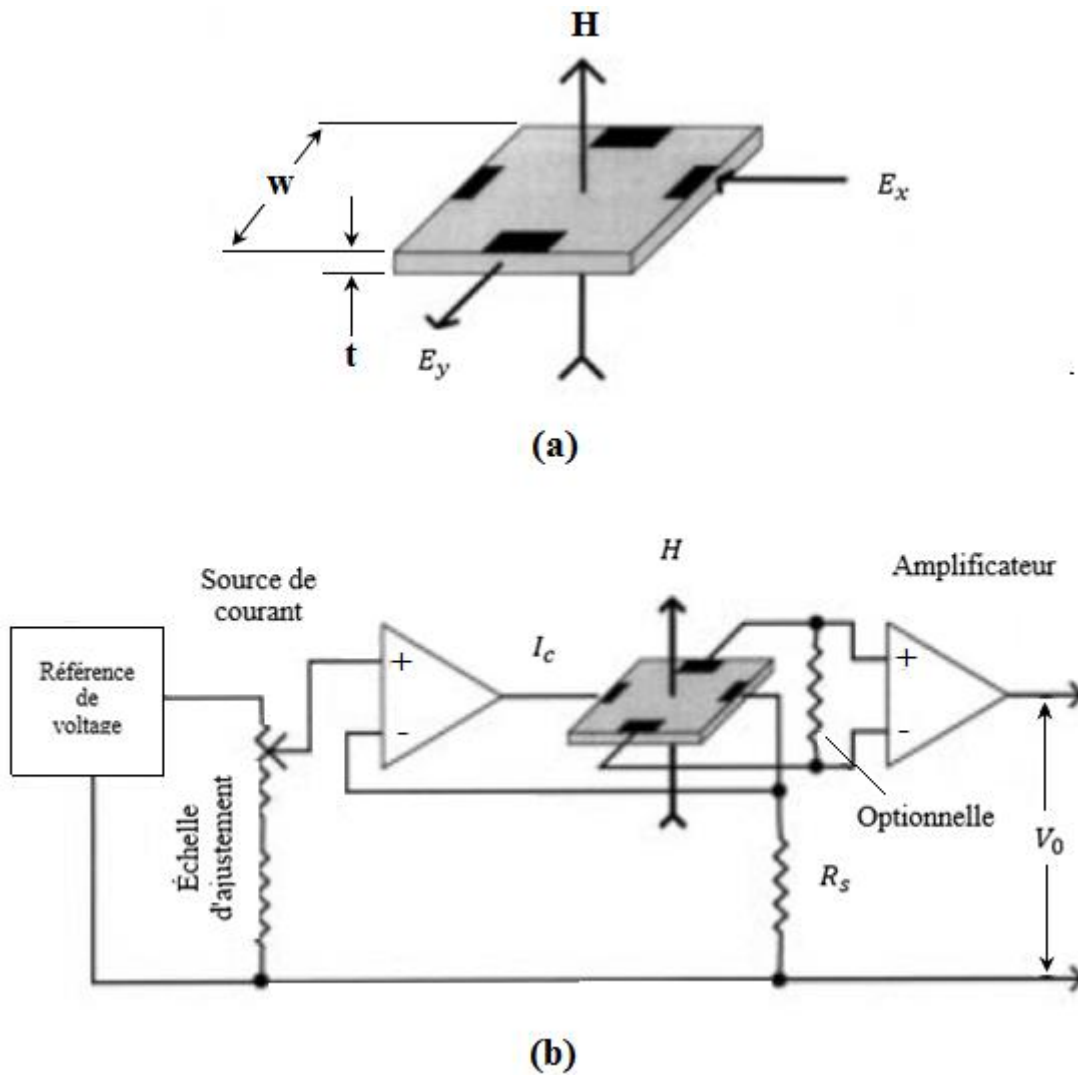 H
w
E_x
t
E_y
(a)
H
Amplificateur
Source de
courant
I_c
Référence
de
voltage
+
-
+
-
Échelle
d'ajustement
Optionnelle
V_0
R_s
(b)